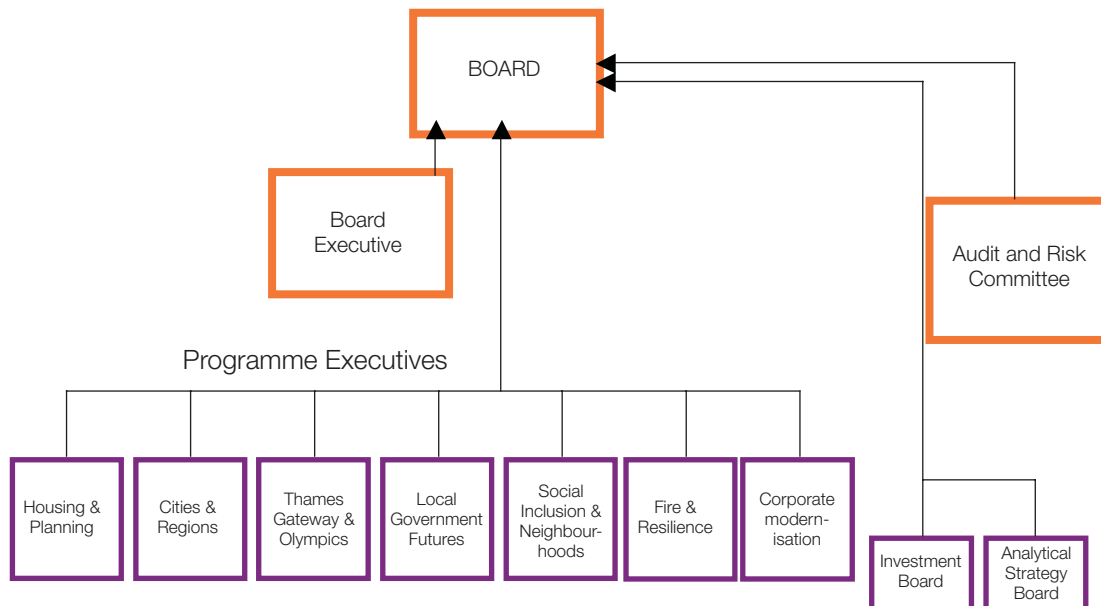 BOARD
Board
Executive
Audit and Risk
Committee
Programme Executives
Housing &
Planning
Cities &
Regions
Thames
Gateway &
Olympics
Local
Government
Futures
Social
Inclusion &
Neighbour-
hoods
Fire &
Resilience
Corporate
modern-
isation
Investment
Board
Analytical
Strategy
Board